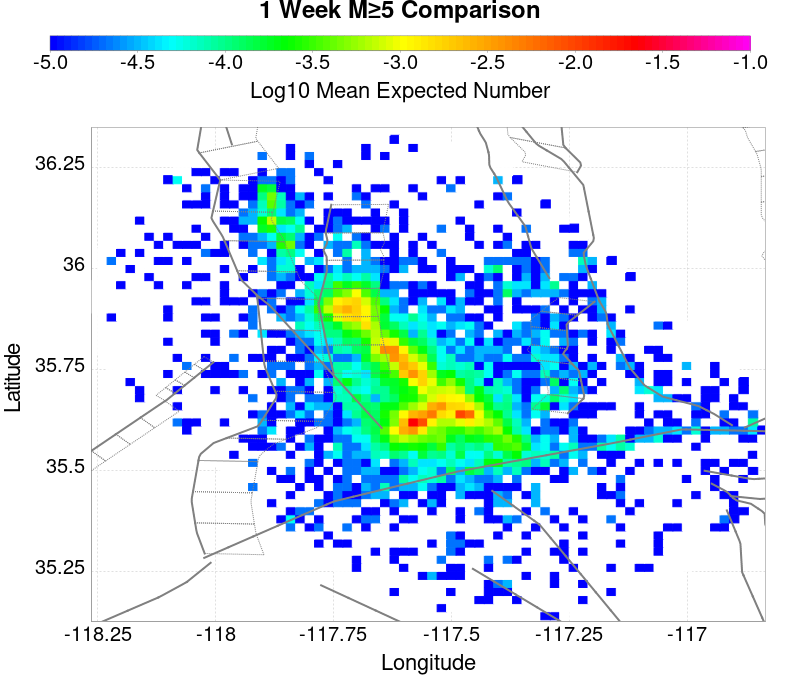 1 Week M≥5 Comparison
-5.0 -4.5 -4.0 -3.5 -3.0 -2.5 -2.0 -1.5 -1.0
Log10 Mean Expected Number
36.25
36
35.75
35.5
35.25
Latitude
-118.25 -118 -117.75 -117.5 -117.25 -117
Longitude